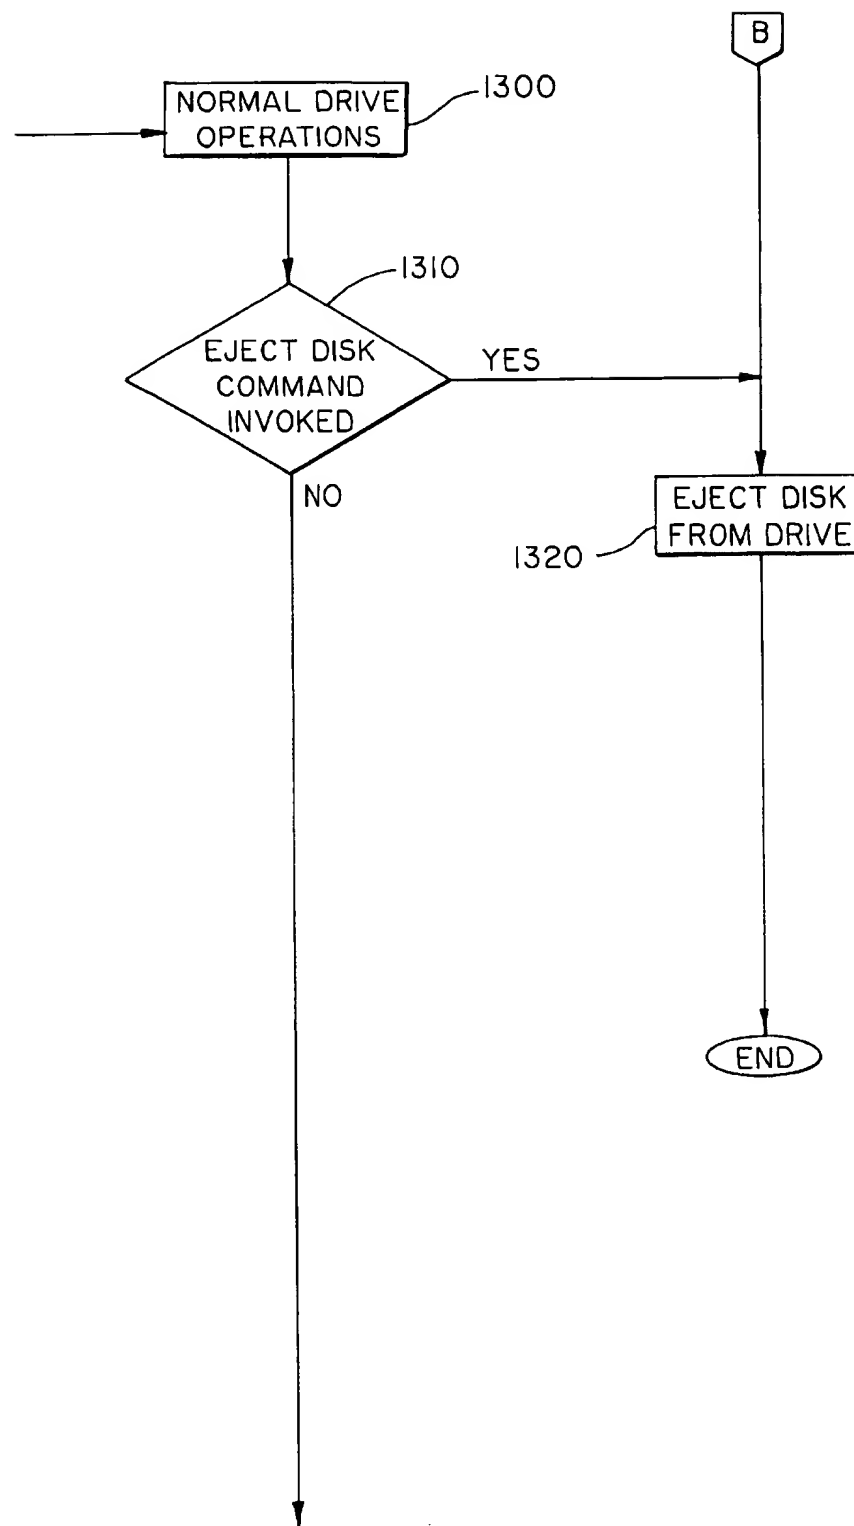 B
NORMAL DRIVE
OPERATIONS
1300
1310
EJECT DISK
COMMAND
INVOKED
YES
NO
EJECT DISK
FROM DRIVE
1320
END